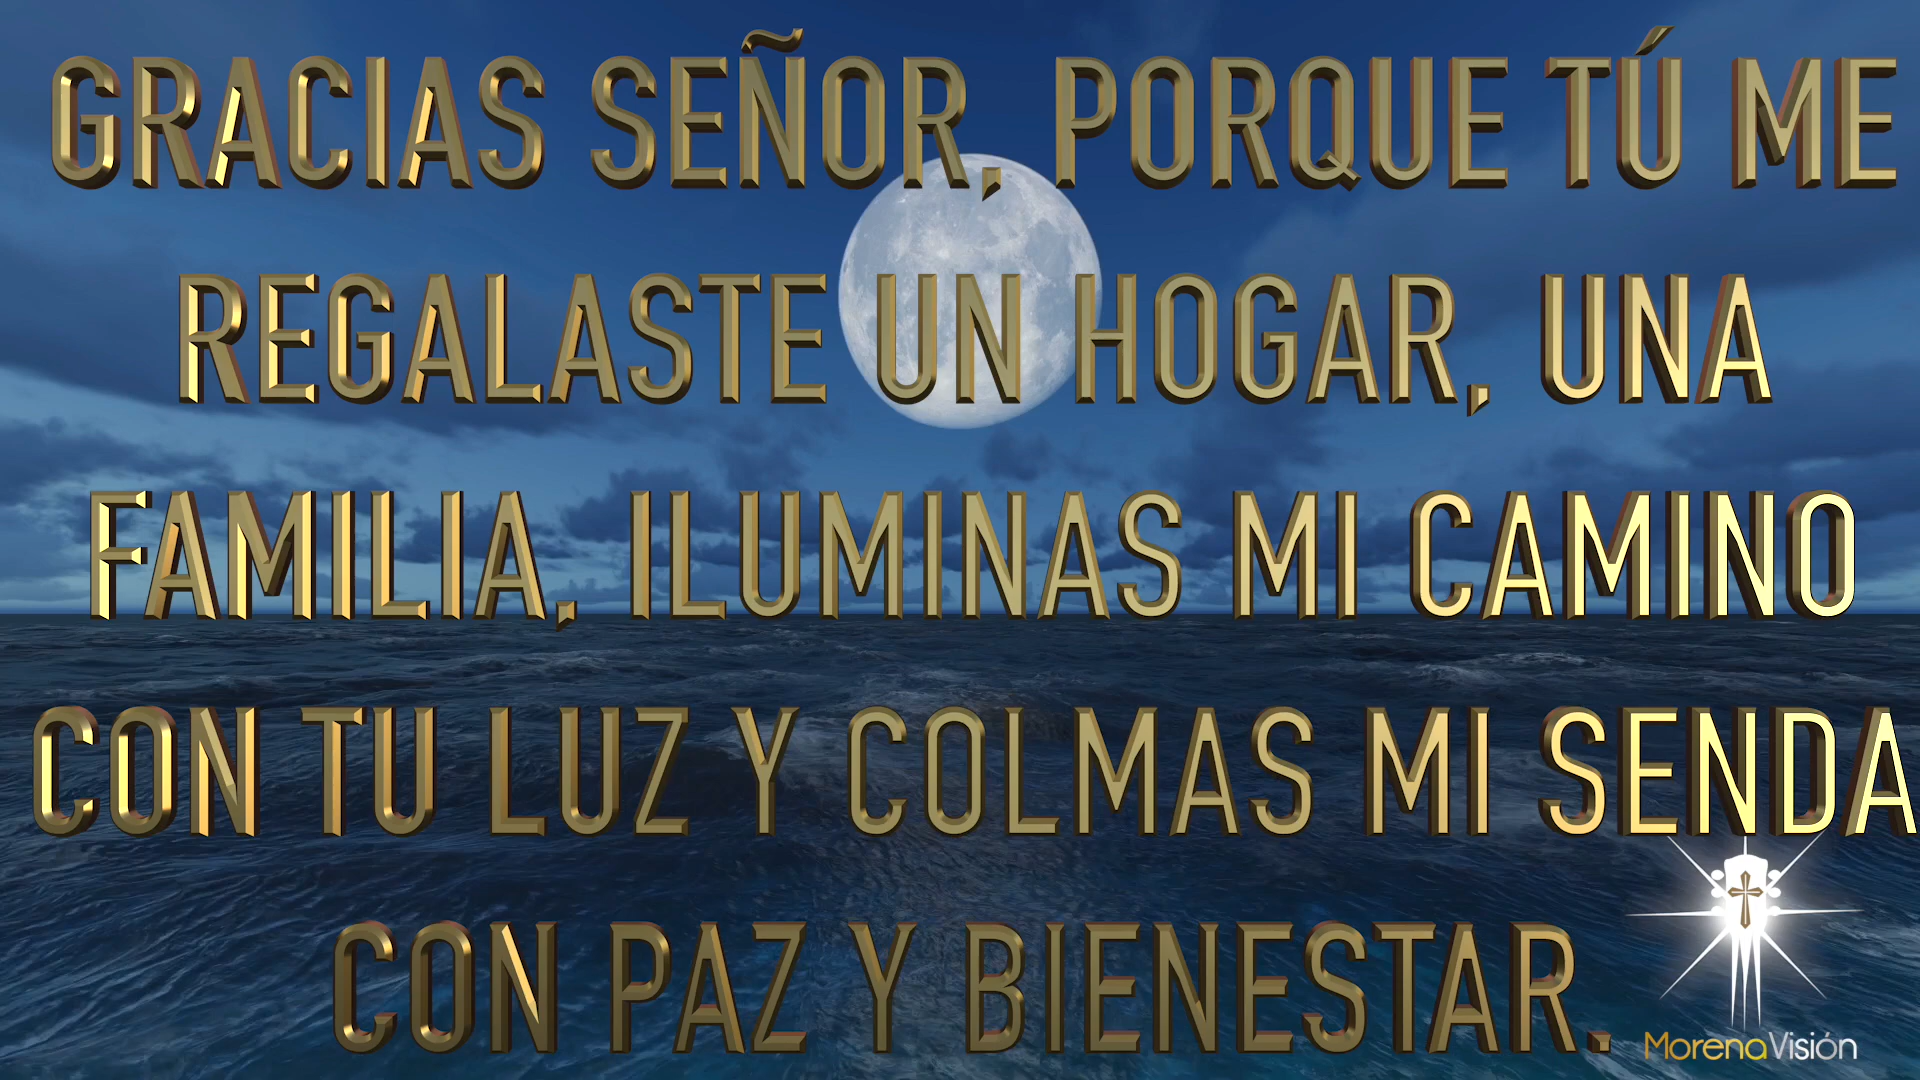 GRACIAS SEÑOR, PORQUE TÚ ME
REGALASTE UN HOGAR, UNA
FAMILIA, ILUMINAS MI CAMINO
CON TU LUZ Y COLMAS MI SENDA
CON PAZ Y BIENESTAR.
MorenaVisión